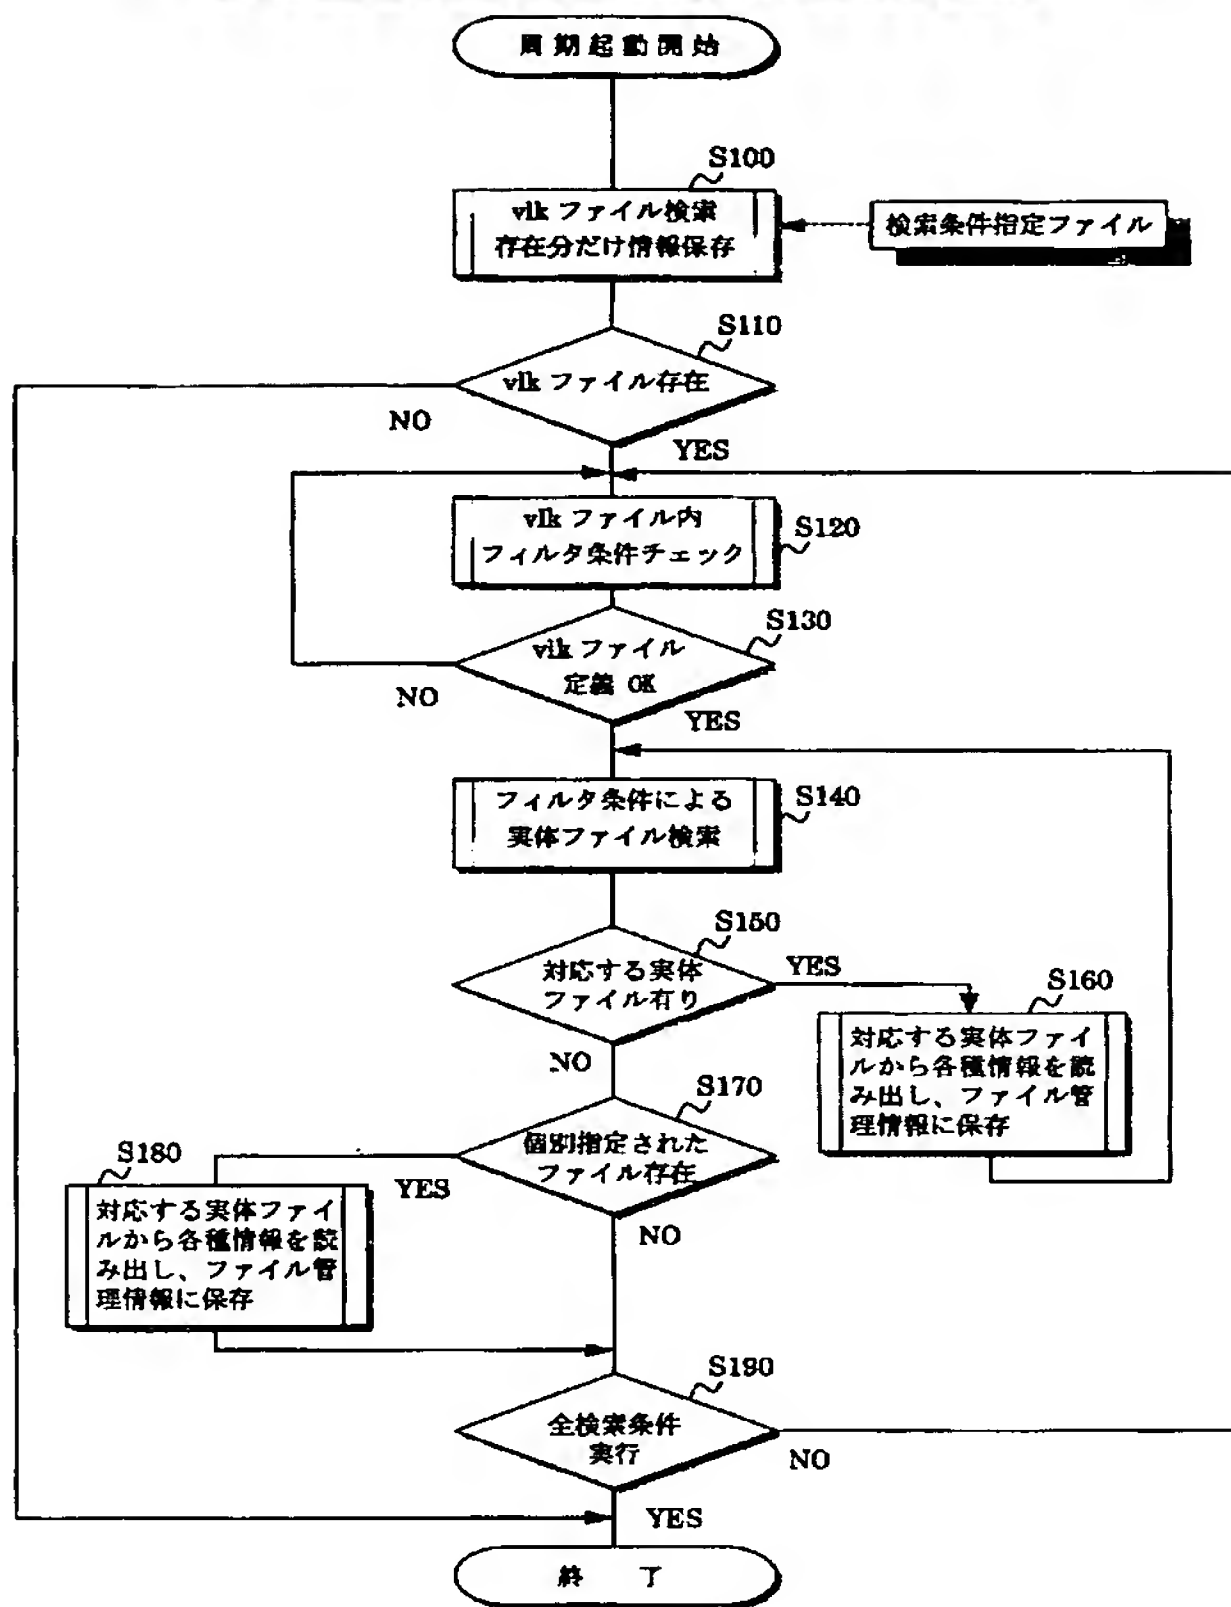 周期起動開始
S100
vlk ファイル検索
存在分だけ情報保存
検索条件指定ファイル
S110
vlk ファイル存在
NO
YES
vlk ファイル内
フィルタ条件チェック
S120
S130
vlk ファイル
定義 OK
NO
YES
フィルタ条件による
実体ファイル検索
S140
S150
対応する実体
ファイル有り
YES
NO
S160
対応する実体ファイ
ルから各種情報を読
み出し、ファイル管
理情報に保存
S170
個別指定された
ファイル存在
YES
NO
S180
対応する実体ファイ
ルから各種情報を読
み出し、ファイル管
理情報に保存
S190
全検索条件
実行
NO
YES
終 了